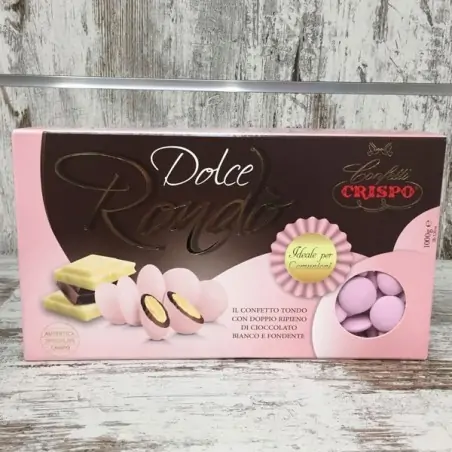 Dolce
Rondò
Confetti
CRISPO
1000g e
Ideale per
Comunioni
IL CONFETTO TONDO
CON DOPPIO RIPIENO
DI CIOCCOLATO
BIANCO E FONDENTE